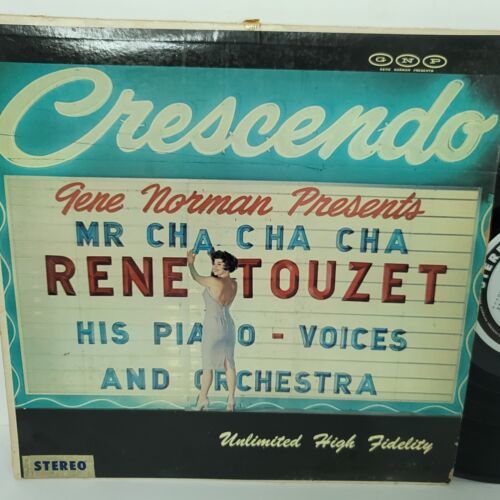 GNP
GENE NORMAN PRESENTS
Crescendo
Gene Norman Presents
MR CHA CHA CHA
RENE TOUZET
HIS PIANO - VOICES
AND ORCHESTRA
Unlimited High Fidelity
STEREO
STEREO